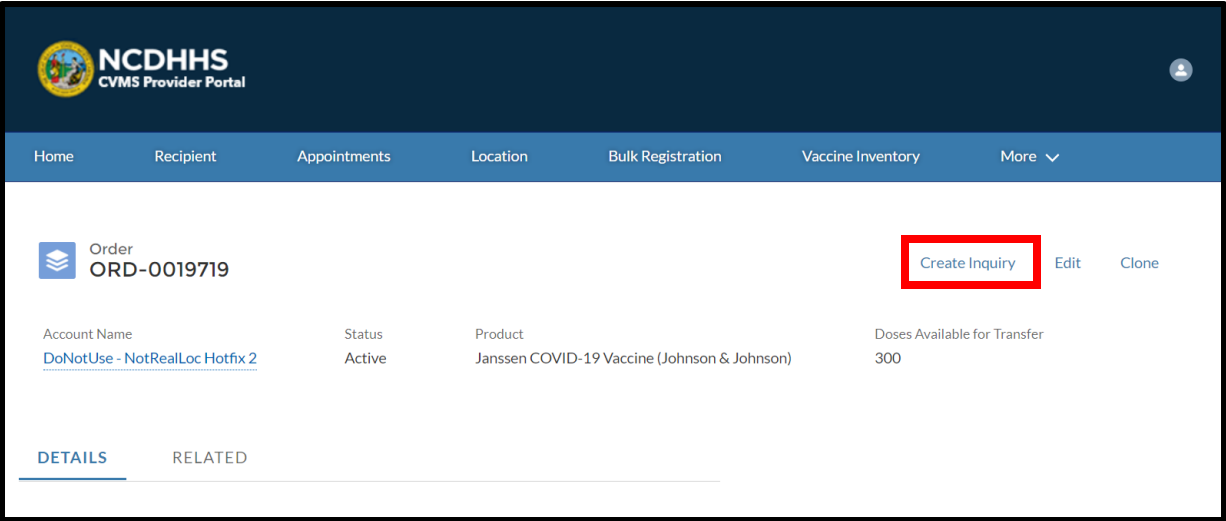 NCDHHS
CVMS Provider Portal
Home Recipient Appointments Location Bulk Registration Vaccine Inventory More
Order
ORD-0019719
Create Inquiry Edit Clone
Account Name Status Product Doses Available for Transfer
DoNotUse - NotRealLoc Hotfix 2 Active Janssen COVID-19 Vaccine (Johnson & Johnson) 300
DETAILS RELATED